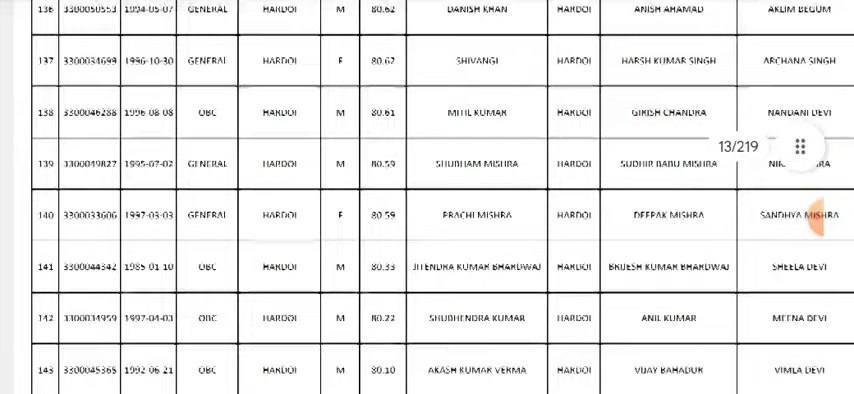 136 3300050553 1994-05-07 GENERAL HARDOI M 80.62 DANISH KHAN HARDOI ANISH AHAMAD AKLIM BEGUM
137 3300034699 1996-10-30 GENERAL HARDOI F 80.62 SHIVANGI HARDOI HARSH KUMAR SINGH ARCHANA SINGH
138 3300046288 1996-08-08 OBC HARDOI M 80.61 MITIL KUMAR HARDOI GIRISH CHANDRA NANDANI DEVI
13/219
139 3300049827 1995-07-02 GENERAL HARDOI M 80.59 SHUBHAM MISHRA HARDOI SUDHIR BABU MISHRA
140 3300033606 1997-03-03 GENERAL HARDOI F 80.59 PRACHI MISHRA HARDOI DEEPAK MISHRA SANDHYA MISHRA
141 3300044342 1985-01-10 OBC HARDOI M 80.33 JITENDRA KUMAR BHARDWAJ HARDOI BRIJESH KUMAR BHARDWAJ SHEELA DEVI
142 3300034959 1997-04-03 OBC HARDOI M 80.22 SHUBHENDRA KUMAR HARDOI ANIL KUMAR MEENA DEVI
143 3300045365 1992-06-21 OBC HARDOI M 80.10 AKASH KUMAR VERMA HARDOI VIJAY BAHADUR VIMLA DEVI